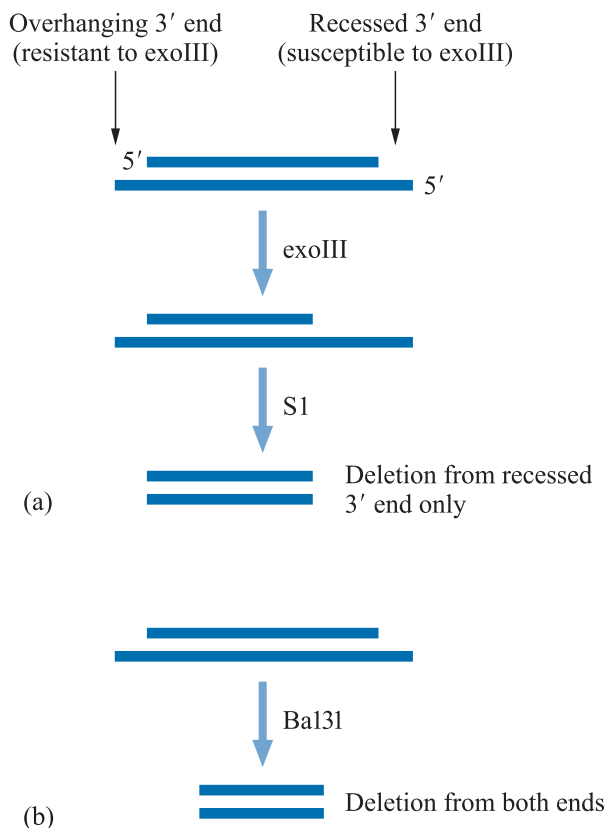 Overhanging 3′ end
(resistant to exoIII)
Recessed 3′ end
(susceptible to exoIII)
5′
5′
exoIII
S1
Deletion from recessed
3′ end only
(a)
Ba131
Deletion from both ends
(b)